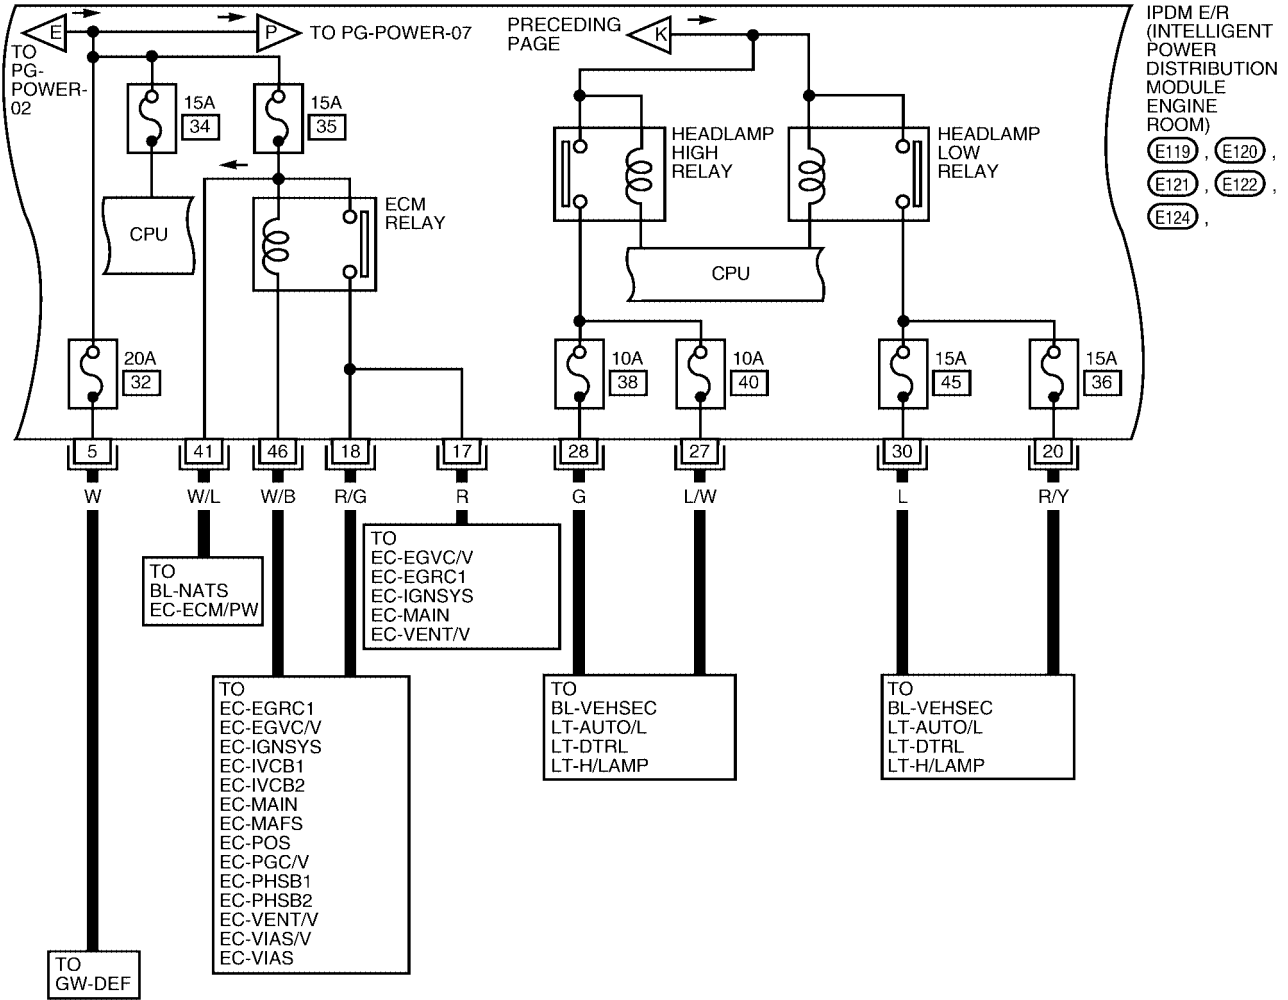 E
P
TO PG-POWER-07
TO
PG-
POWER-
02
PRECEDING
PAGE
K
IPDM E/R
(INTELLIGENT
POWER
DISTRIBUTION
MODULE
ENGINE
ROOM)
E119 , E120 ,
E121 , E122 ,
E124 ,
15A
34
15A
35
CPU
ECM
RELAY
HEADLAMP
HIGH
RELAY
HEADLAMP
LOW
RELAY
CPU
20A
32
10A
38
10A
40
15A
45
15A
36
5 41 46 18 17 28 27 30 20
W W/L W/B R/G R G L/W L R/Y
TO
EC-EGVC/V
EC-EGRC1
EC-IGNSYS
EC-MAIN
EC-VENT/V
TO
BL-NATS
EC-ECM/PW
TO
EC-EGRC1
EC-EGVC/V
EC-IGNSYS
EC-IVCB1
EC-IVCB2
EC-MAIN
EC-MAFS
EC-POS
EC-PGC/V
EC-PHSB1
EC-PHSB2
EC-VENT/V
EC-VIAS/V
EC-VIAS
TO
BL-VEHSEC
LT-AUTO/L
LT-DTRL
LT-H/LAMP
TO
BL-VEHSEC
LT-AUTO/L
LT-DTRL
LT-H/LAMP
TO
GW-DEF